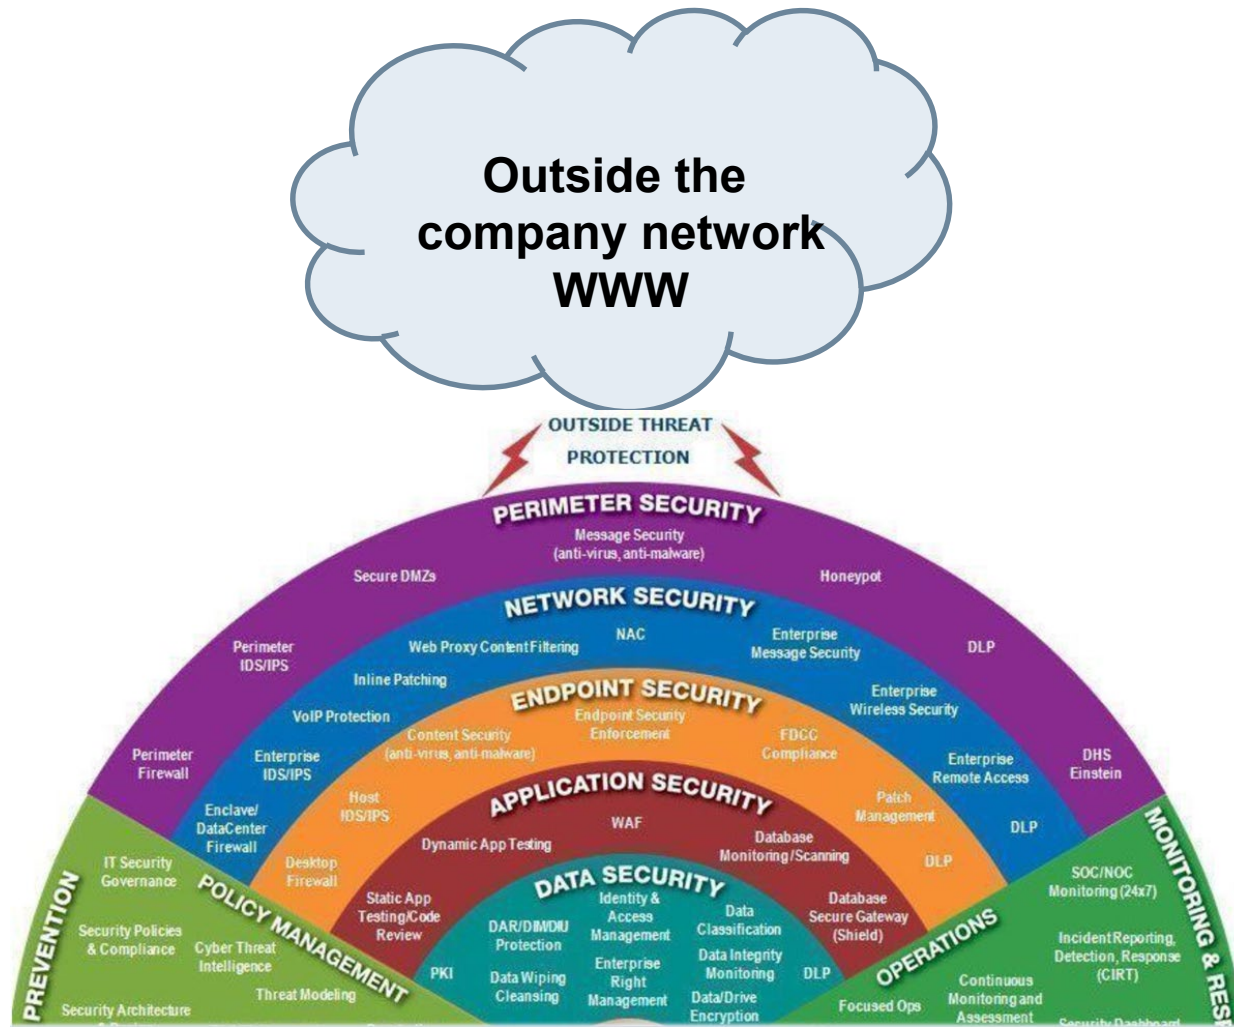 Outside the
company network
WWW
OUTSIDE THREAT
PROTECTION
PERIMETER SECURITY
Message Security
(anti-virus, anti-malware)
Secure DMZs
Honeypot
Perimeter
IDS/IPS
DLP
Perimeter
Firewall
DHS
Einstein
NETWORK SECURITY
NAC
Web Proxy Content Filtering
Enterprise
Message Security
Inline Patching
Enterprise
Wireless Security
VoIP Protection
Enterprise
IDS/IPS
Enterprise
Remote Access
Enclave/
DataCenter
Firewall
DLP
ENDPOINT SECURITY
Endpoint Security
Enforcement
Content Security
(anti-virus, anti-malware)
FDCC
Compliance
Host
IDS/IPS
Patch
Management
Desktop
Firewall
DLP
APPLICATION SECURITY
WAF
Dynamic App Testing
Database
Monitoring/Scanning
Static App
Testing/Code
Review
Database
Secure Gateway
(Shield)
DATA SECURITY
Identity &
Access
Management
DAR/DIM/DIU
Protection
Data
Classification
PKI
Data Wiping
Cleansing
Enterprise
Right
Management
Data Integrity
Monitoring
DLP
Data/Drive
Encryption
PREVENTION
POLICY MANAGEMENT
IT Security
Governance
Security Policies
& Compliance
Cyber Threat
Intelligence
Threat Modeling
Security Architecture
OPERATIONS
MONITORING & RESP
SOC/NOC
Monitoring (24x7)
Incident Reporting,
Detection, Response
(CIRT)
Continuous
Monitoring and
Assessment
Focused Ops
Security Dashboard